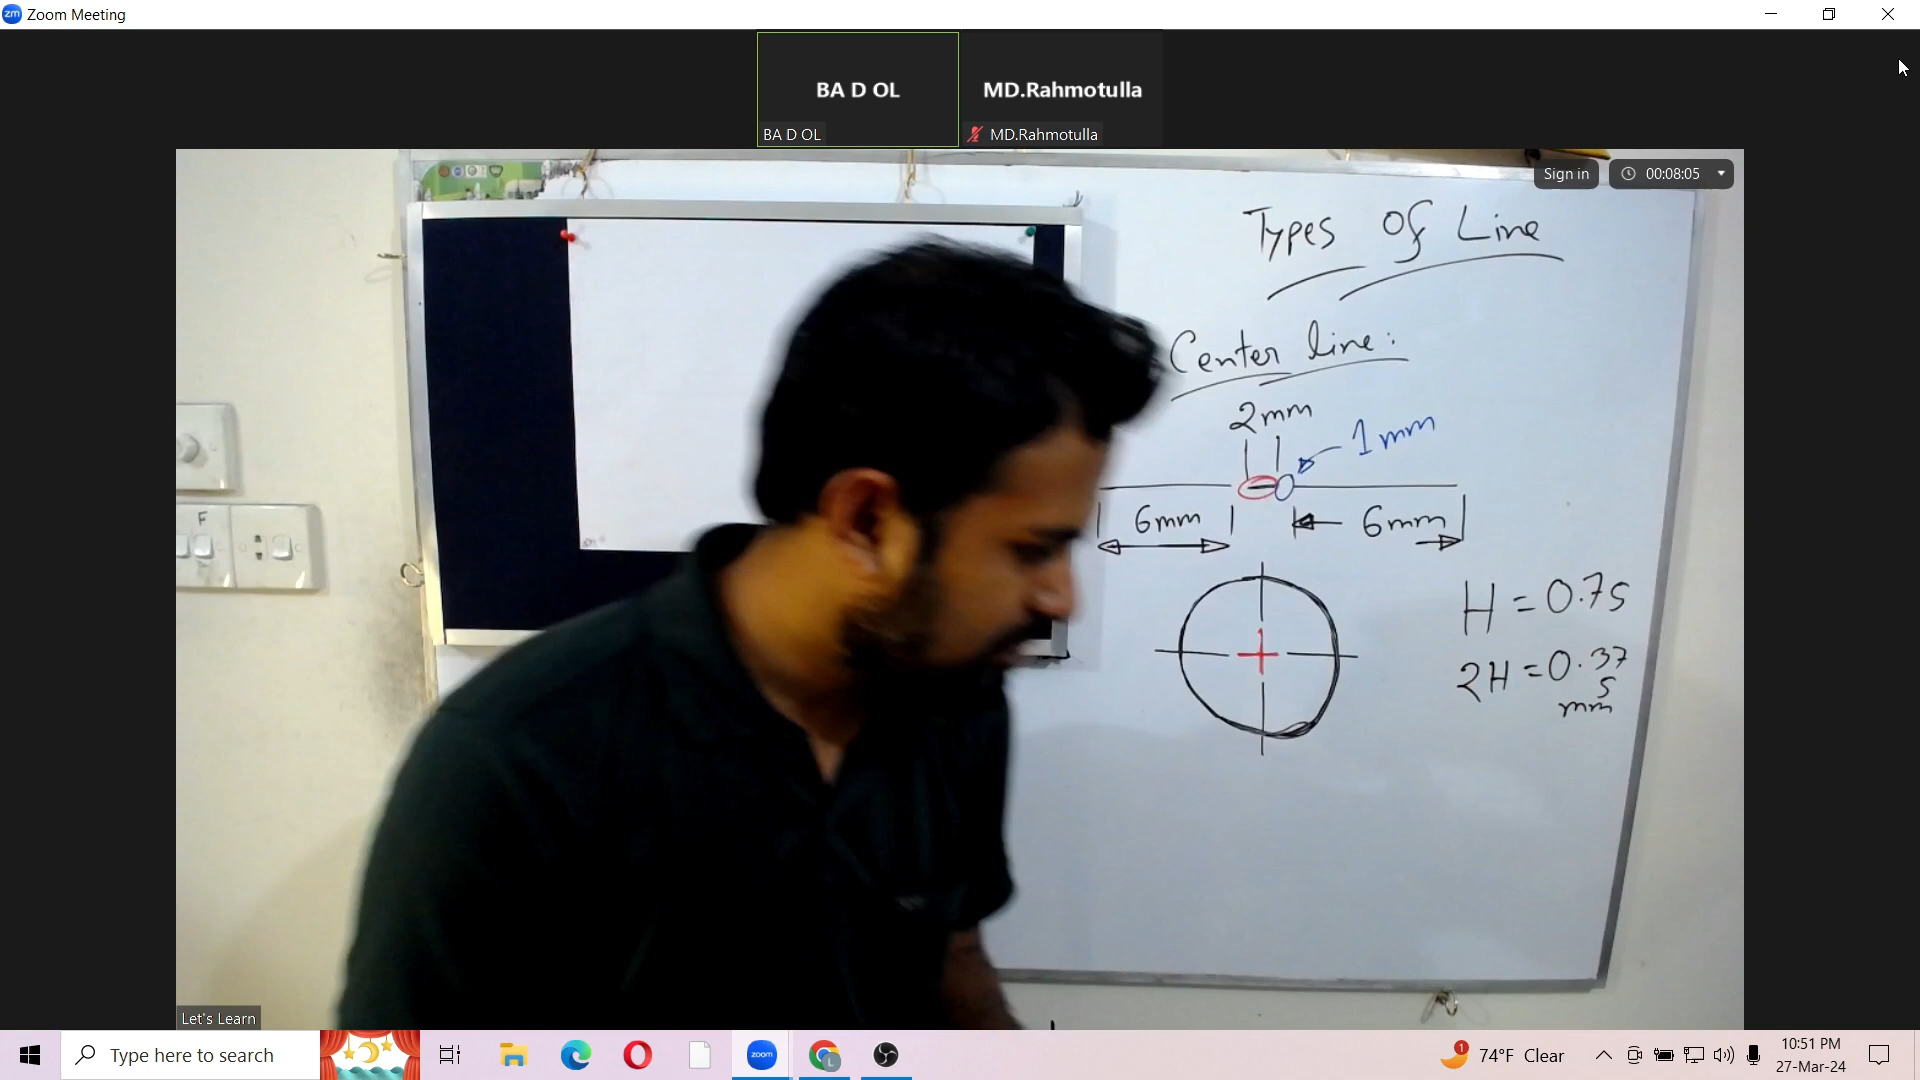 Zoom Meeting
BA D OL
BA D OL
MD.Rahmotulla
MD.Rahmotulla
Sign in
00:08:05
Types Of Line
Center line:
2mm
1mm
6mm
6mm
H = 0.75
2H = 0.375
mm
F
Let's Learn
Type here to search
zoom
L
1
74°F Clear
10:51 PM
27-Mar-24